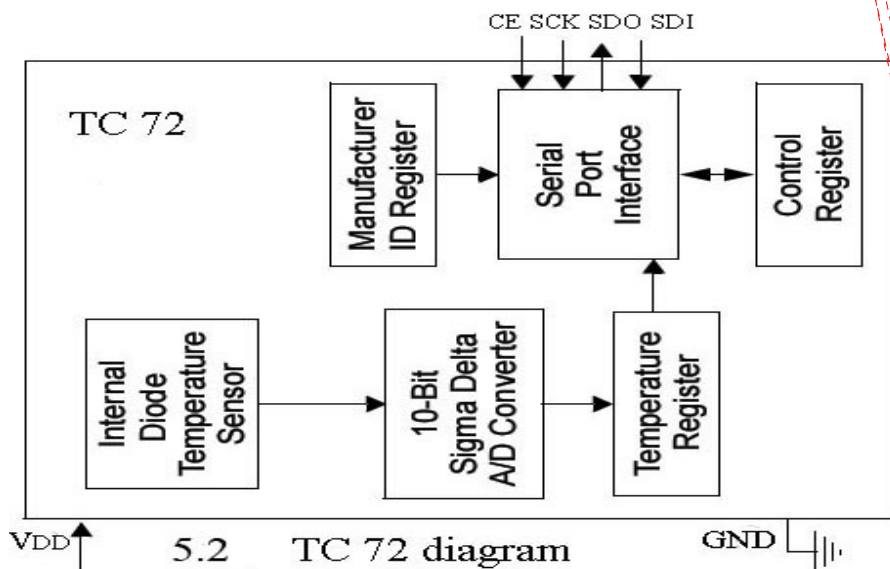 CE SCK SDO SDI
TC 72
Manufacturer
ID Register
Serial
Port
Interface
Control
Register
Internal
Diode
Temperature
Sensor
10-Bit
Sigma Delta
A/D Converter
Temperature
Register
VDD
5.2 TC 72 diagram
GND